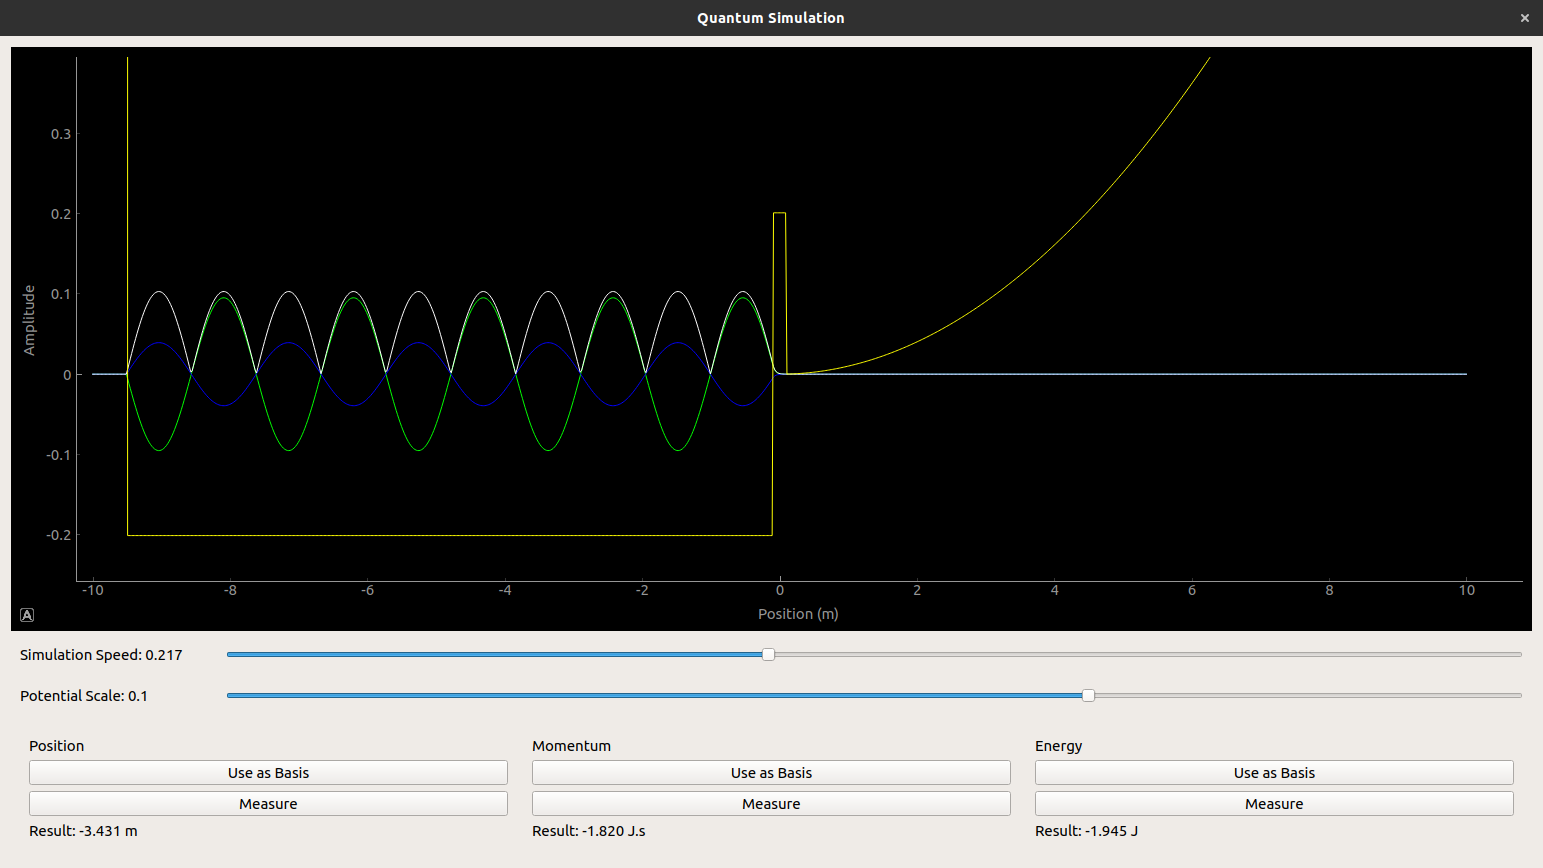 Quantum Simulation
×
0.3
0.2
0.1
0
-0.1
-0.2
Amplitude
-10 -8 -6 -4 -2 0 2 4 6 8 10
Position (m)
A
Simulation Speed: 0.217
Potential Scale: 0.1
Position Momentum Energy
Use as Basis Use as Basis Use as Basis
Measure Measure Measure
Result: -3.431 m Result: -1.820 J.s Result: -1.945 J